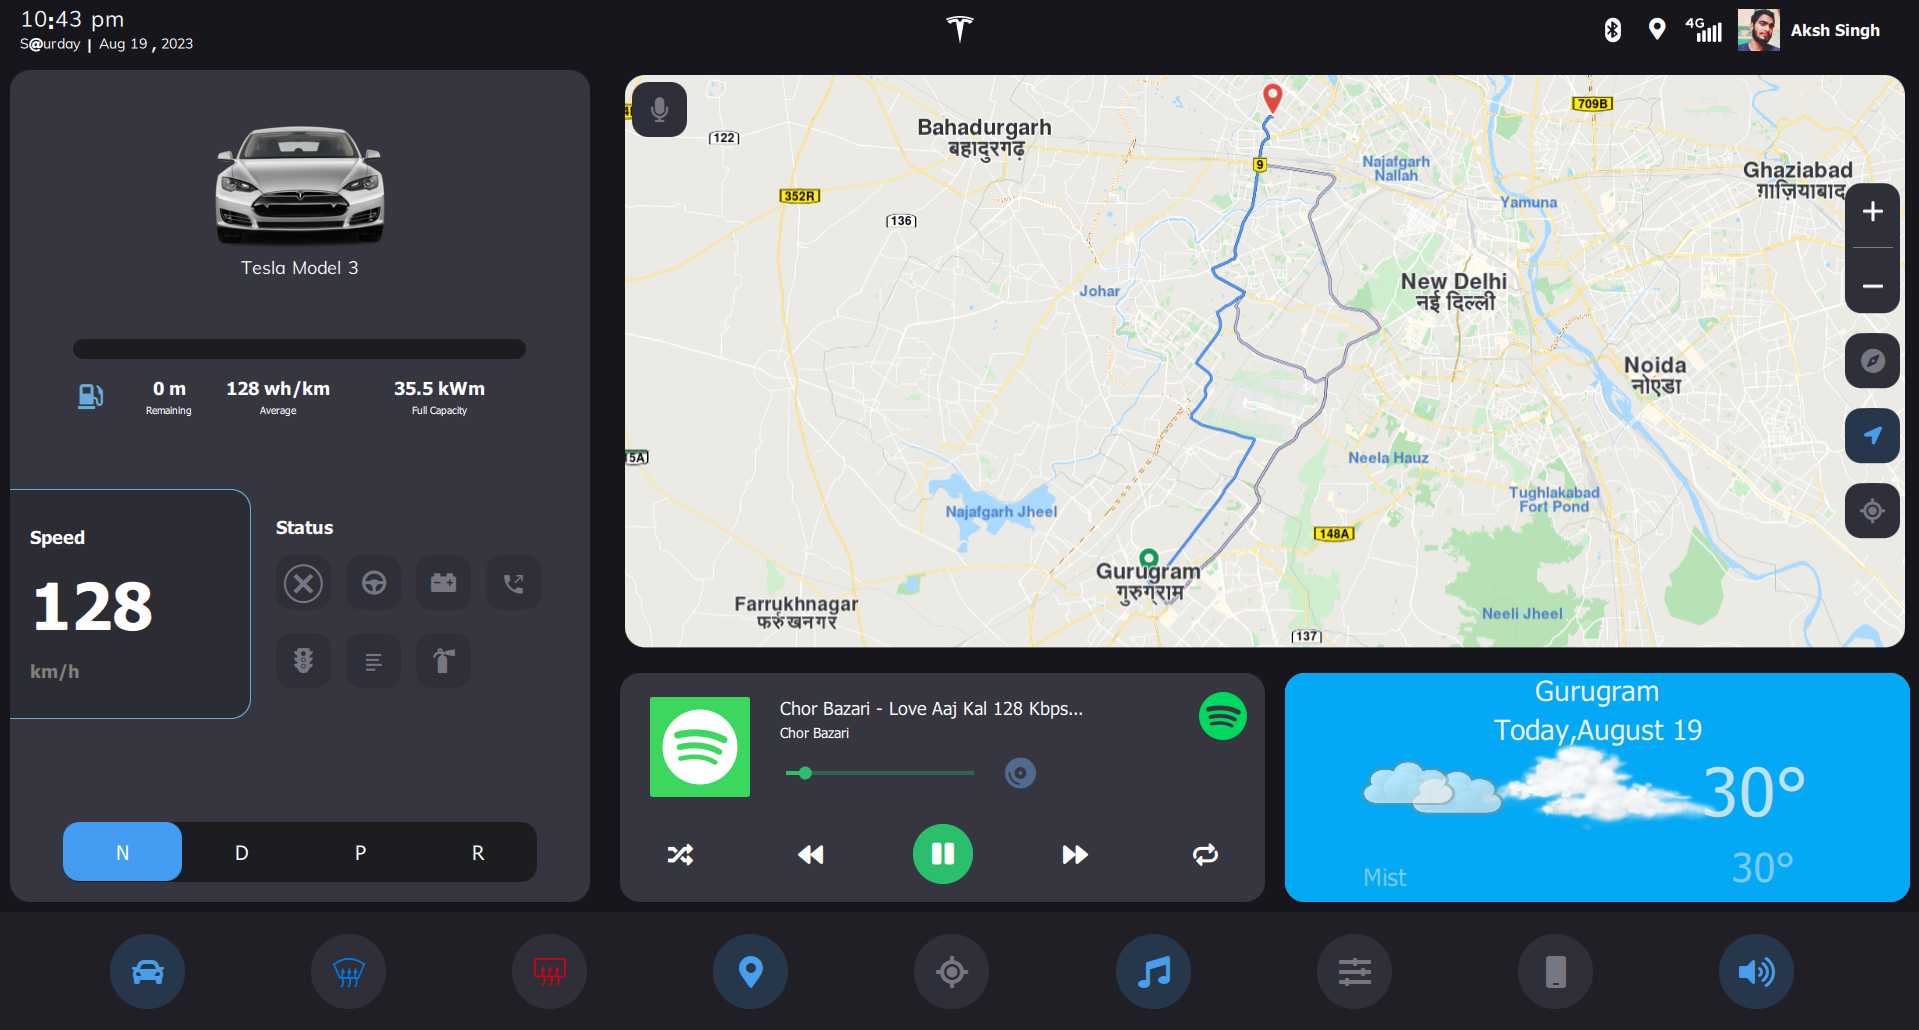 10:43 pm
S@urday | Aug 19 , 2023
4G
Aksh Singh
Tesla Model 3
0 m
Remaining
128 wh/km
Average
35.5 kWm
Full Capacity
Speed
128
km/h
Status
N D P R
122
Bahadurgarh
बहादुरगढ़
709B
9
Najafgarh
Nallah
Ghaziabad
ग़ाज़ियाबाद
352R
136
Yamuna
Johar
New Delhi
नई दिल्ली
Noida
नोएडा
15A
Neela Hauz
Najafgarh Jheel
Tughlakabad
Fort Pond
148A
Gurugram
गुरुग्राम
Farrukhnagar
फर्रुखनगर
Neeli Jheel
137
Chor Bazari - Love Aaj Kal 128 Kbps...
Chor Bazari
Gurugram
Today,August 19
30°
30°
Mist